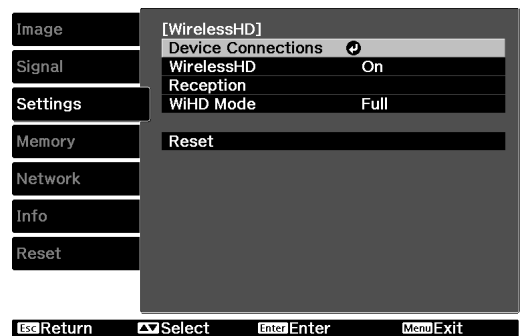 Image
Signal
Settings
Memory
Network
Info
Reset
[WirelessHD]
Device Connections
WirelessHD On
Reception
WiHD Mode Full
Reset
Esc Return Select Enter Enter Menu Exit